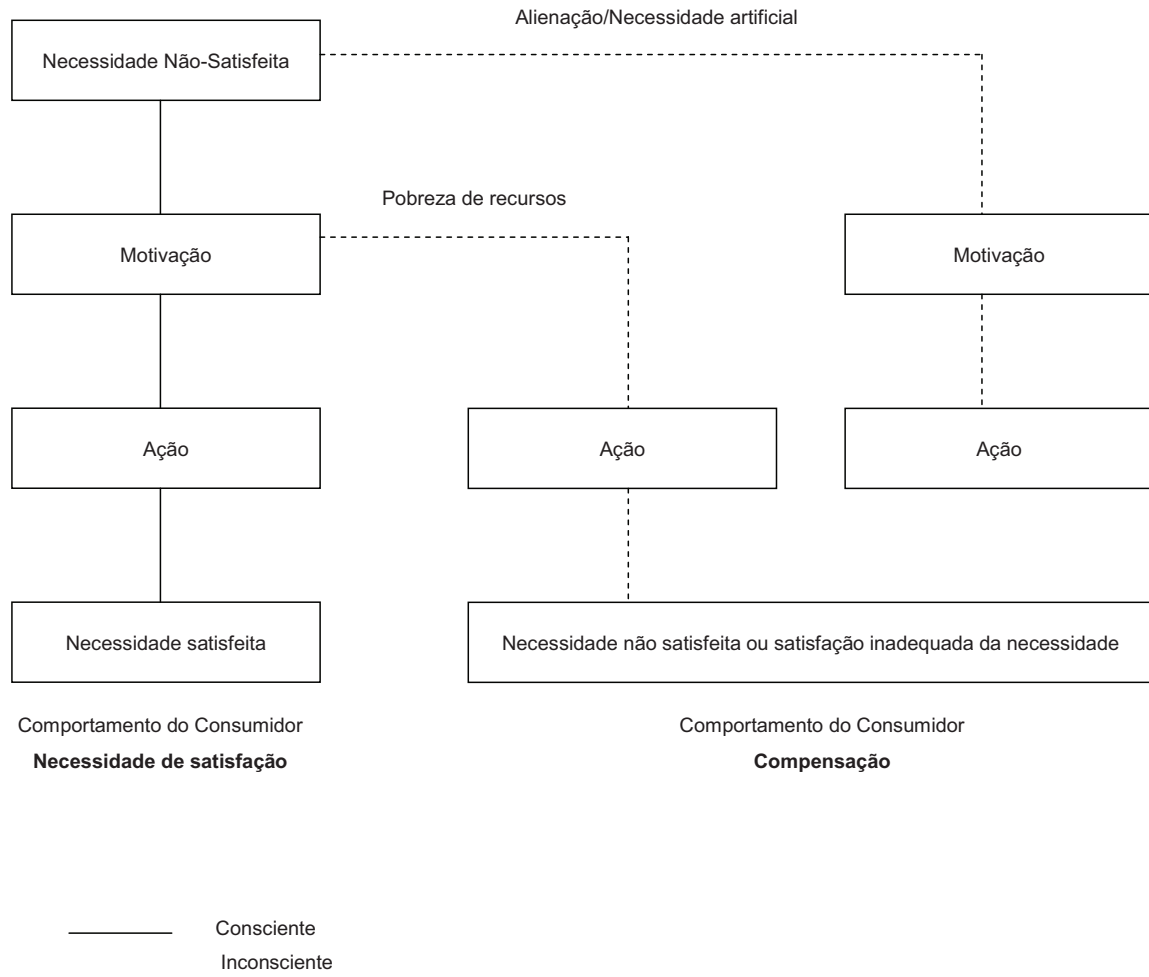 Alienação/Necessidade artificial
Necessidade Não-Satisfeita
Pobreza de recursos
Motivação
Motivação
Ação
Ação
Ação
Necessidade satisfeita
Necessidade não satisfeita ou satisfação inadequada da necessidade
Comportamento do Consumidor
Necessidade de satisfação
Comportamento do Consumidor
Compensação
Consciente
Inconsciente